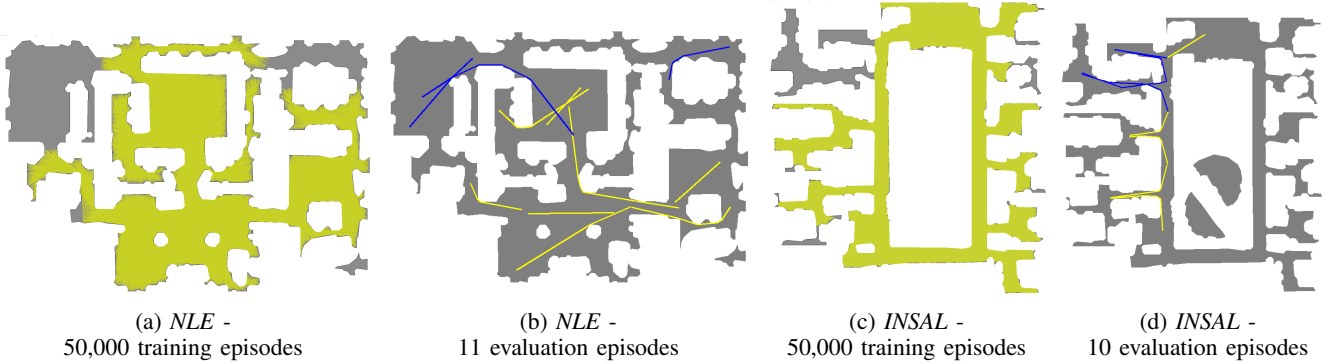 (a) NLE -
50,000 training episodes
(b) NLE -
11 evaluation episodes
(c) INSAL -
50,000 training episodes
(d) INSAL -
10 evaluation episodes